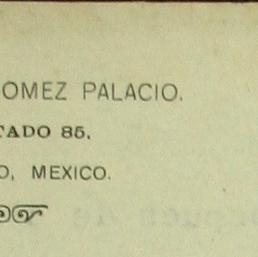 OMEZ PALACIO.
TADO 85.
O, MEXICO.